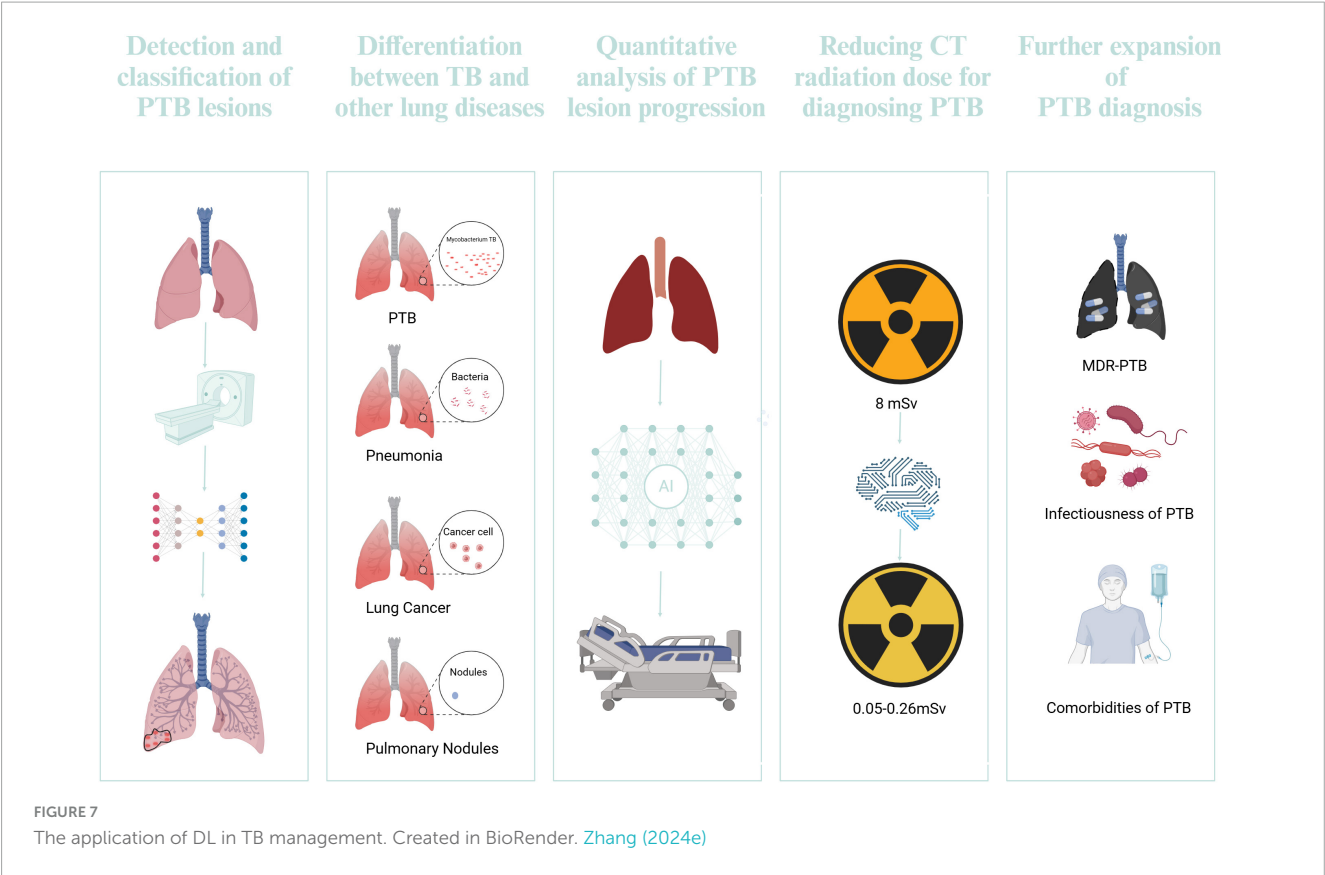 Detection and
classification of
PTB lesions
Differentiation
between TB and
other lung diseases
Quantitative
analysis of PTB
lesion progression
Reducing CT
radiation dose for
diagnosing PTB
Further expansion
of
PTB diagnosis
Mycobacterium TB
PTB
Bacteria
Pneumonia
Cancer cell
Lung Cancer
Nodules
Pulmonary Nodules
AI
8 mSv
0.05-0.26mSv
MDR-PTB
Infectiousness of PTB
Comorbidities of PTB
FIGURE 7
The application of DL in TB management. Created in BioRender. Zhang (2024e)